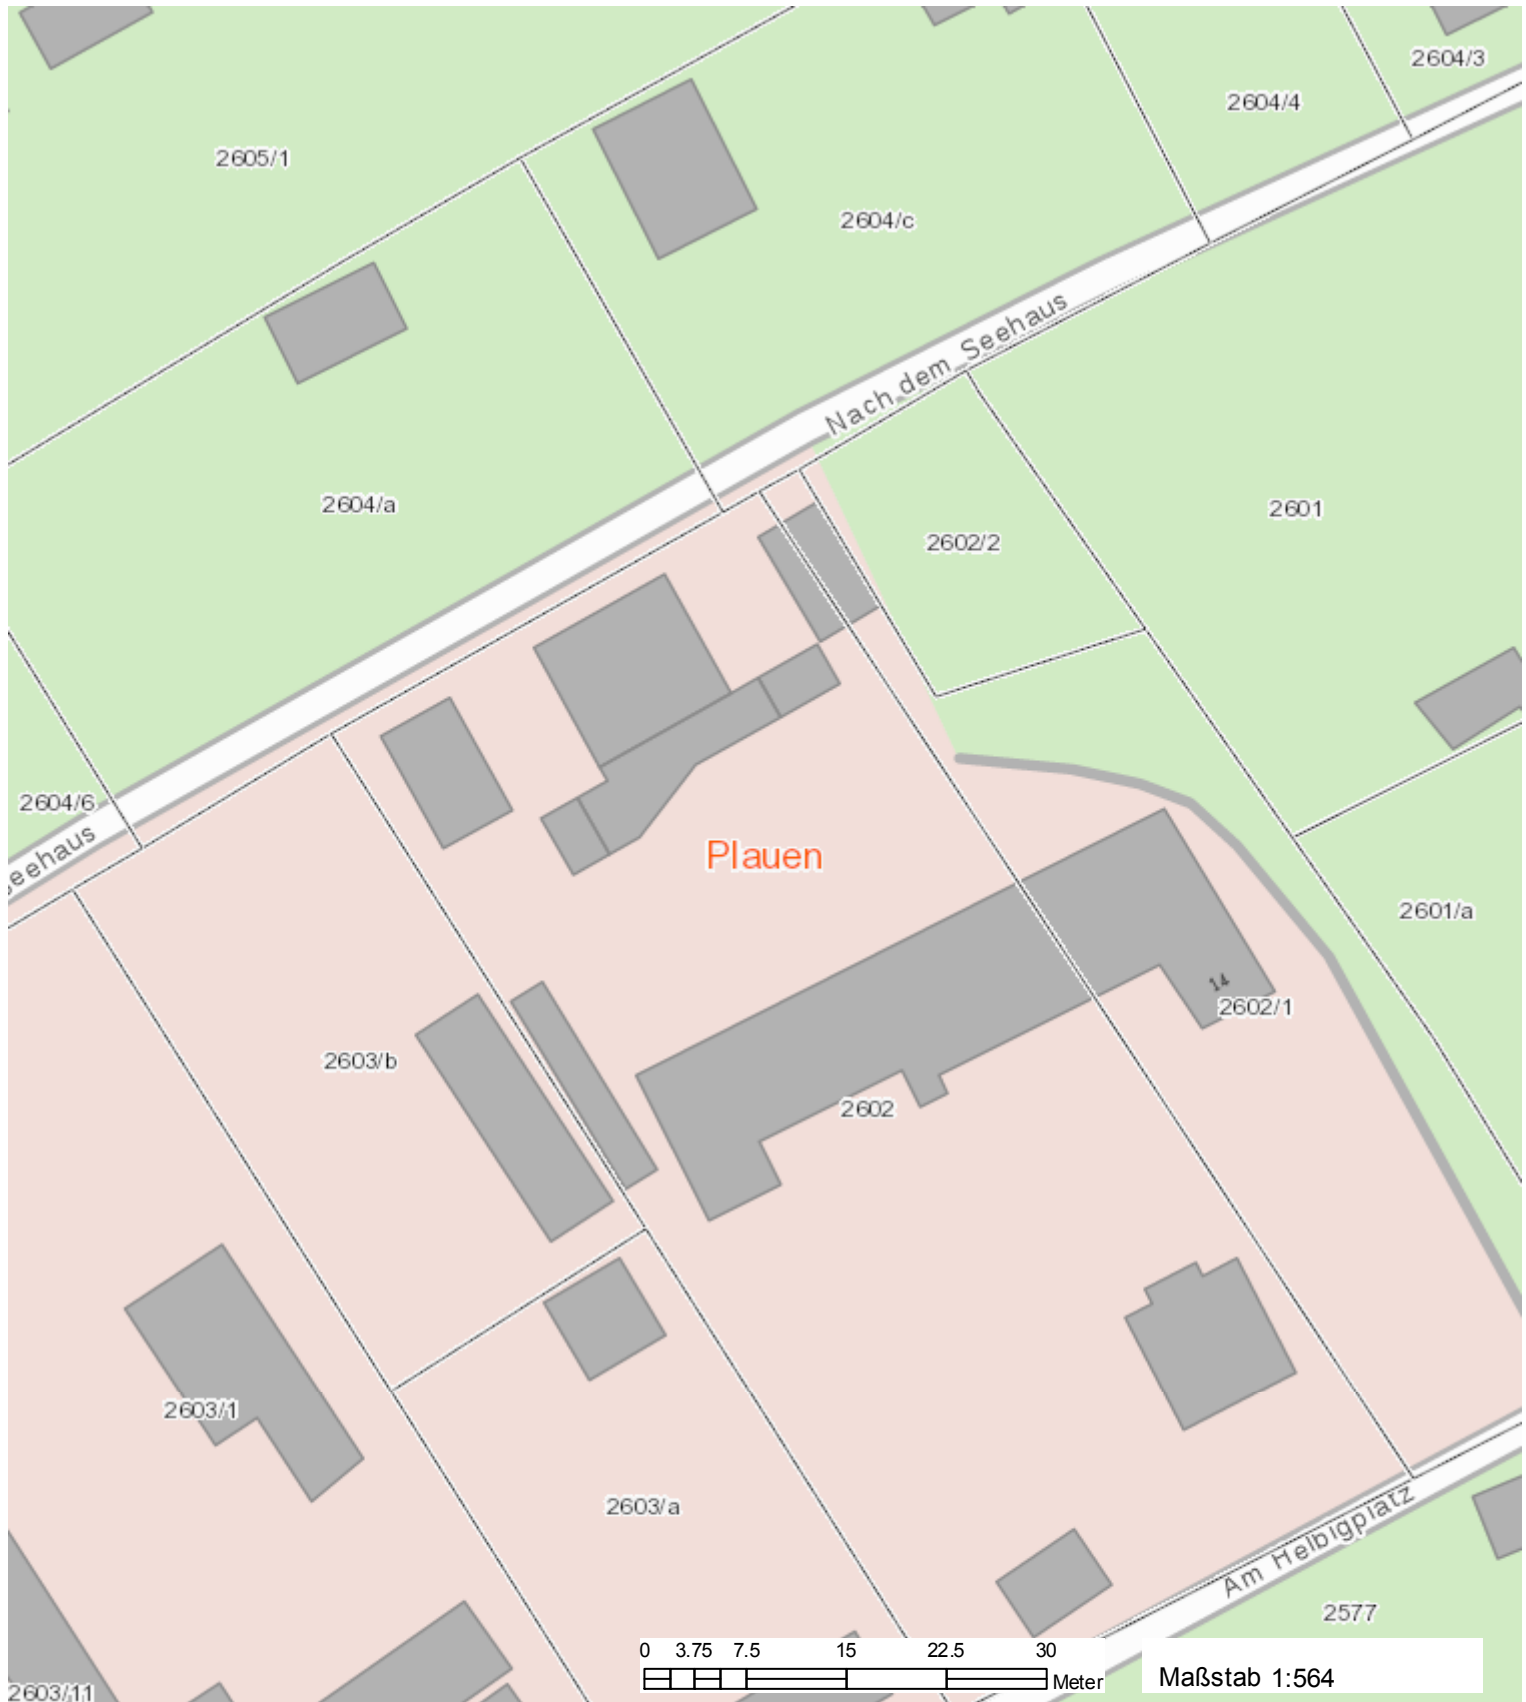 2604/3
2604/4
2605/1
2604/c
Nach dem Seehaus
2604/a
2601
2602/2
2604/6
Seehaus
Plauen
2601/a
14
2602/1
2603/b
2602
2603/1
2603/a
Am Helbigplatz
2577
0 3.75 7.5 15 22.5 30
Meter
Maßstab 1:564
2603/11